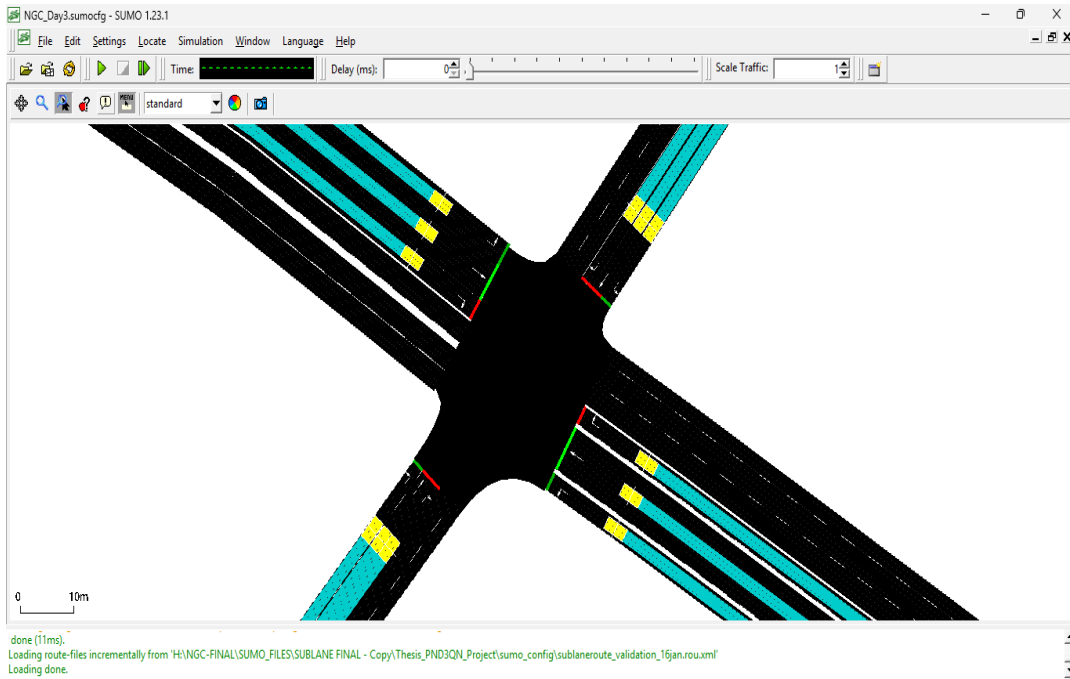 NGC_Day3.sumocfg - SUMO 1.23.1
File Edit Settings Locate Simulation Window Language Help
Time: Delay (ms): 0 Scale Traffic: 1
MENU standard
0 10m
done (11ms).
Loading route-files incrementally from 'H:\NGC-FINAL\SUMO_FILES\SUBLANE FINAL - Copy\Thesis_PND3QN_Project\sumo_config\sublaneroute_validation_16jan.rou.xml'
Loading done.